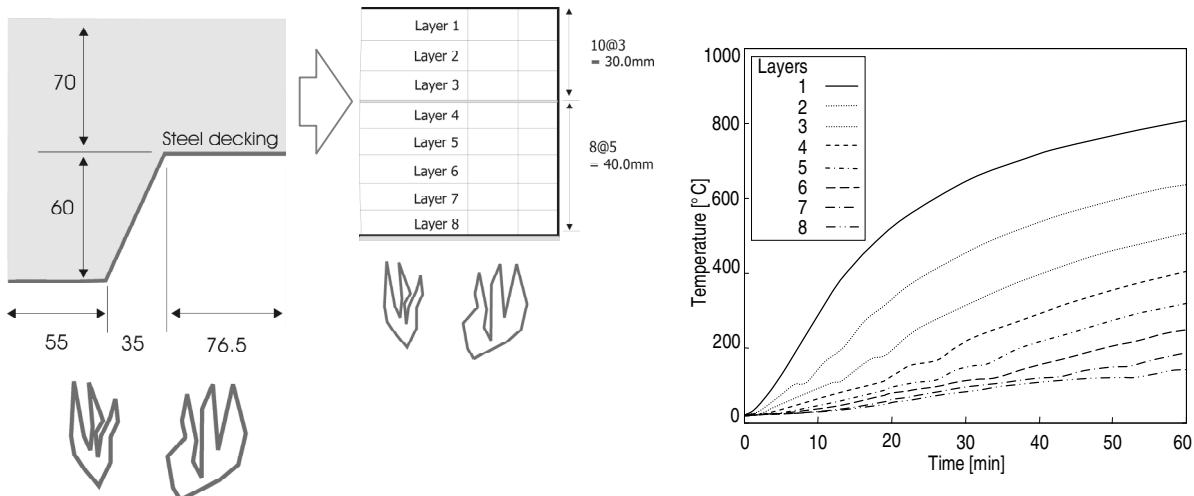 70
Steel decking
60
55
35
76.5
Layer 1
Layer 2
Layer 3
Layer 4
Layer 5
Layer 6
Layer 7
Layer 8
10@3
= 30.0mm
8@5
= 40.0mm
Layers
1
2
3
4
5
6
7
8
1000
800
600
400
200
0
Temperature [°C]
0 10 20 30 40 50 60
Time [min]